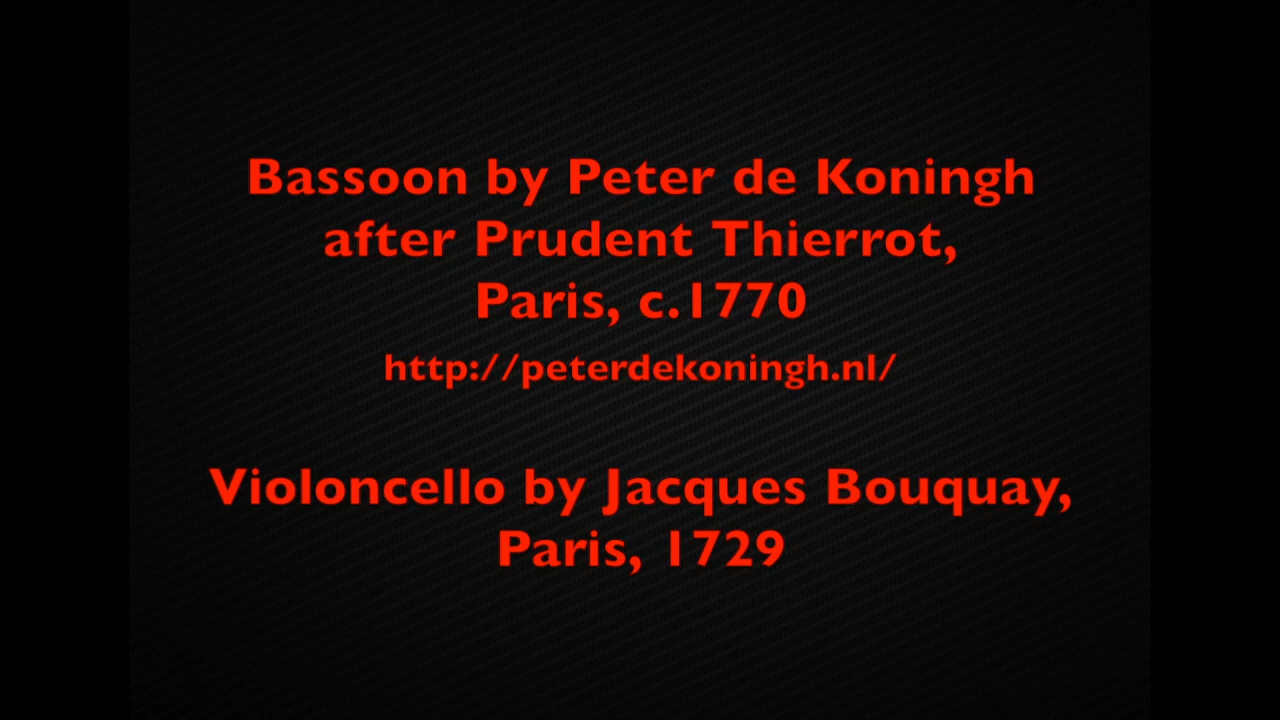 Bassoon by Peter de Koningh
after Prudent Thierrot,
Paris, c.1770
http://peterdekoningh.nl/
Violoncello by Jacques Bouquay,
Paris, 1729